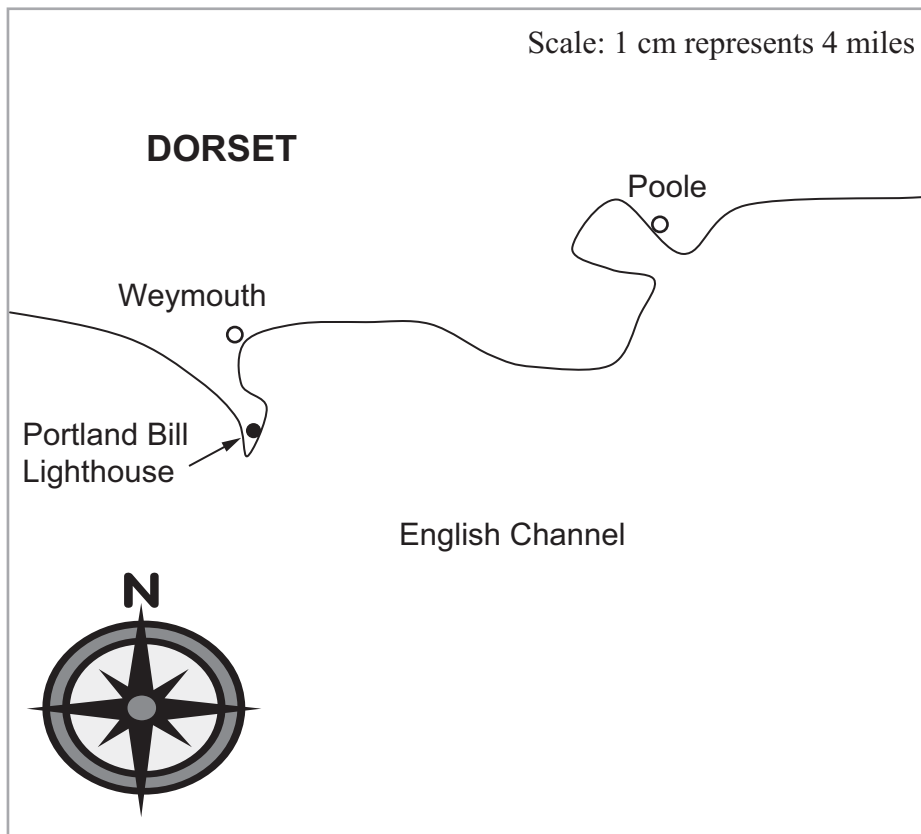 Scale: 1 cm represents 4 miles
DORSET
Poole
Weymouth
Portland Bill
Lighthouse
English Channel
N